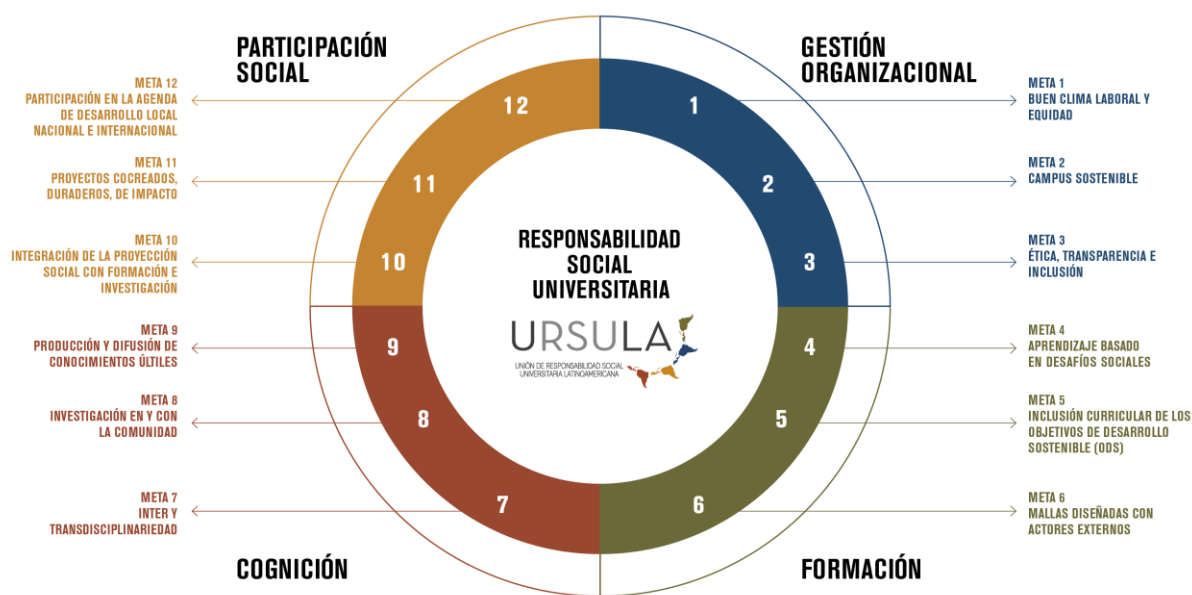 PARTICIPACIÓN
SOCIAL
GESTIÓN
ORGANIZACIONAL
META 12
PARTICIPACIÓN EN LA AGENDA
DE DESARROLLO LOCAL
NACIONAL E INTERNACIONAL
META 11
PROYECTOS COCREADOS,
DURADEROS, DE IMPACTO
META 10
INTEGRACIÓN DE LA PROYECCIÓN
SOCIAL CON FORMACIÓN E
INVESTIGACIÓN
META 9
PRODUCCIÓN Y DIFUSIÓN DE
CONOCIMIENTOS ÚLTILES
META 8
INVESTIGACIÓN EN Y CON
LA COMUNIDAD
META 7
INTER Y
TRANSDISCIPLINARIEDAD
12
11
10
9
8
7
1
2
3
4
5
6
RESPONSABILIDAD
SOCIAL
UNIVERSITARIA
URSULA
UNIÓN DE RESPONSABILIDAD SOCIAL
UNIVERSITARIA LATINOAMERICANA
META 1
BUEN CLIMA LABORAL Y
EQUIDAD
META 2
CAMPUS SOSTENIBLE
META 3
ÉTICA, TRANSPARENCIA E
INCLUSIÓN
META 4
APRENDIZAJE BASADO
EN DESAFÍOS SOCIALES
META 5
INCLUSIÓN CURRICULAR DE LOS
OBJETIVOS DE DESARROLLO
SOSTENIBLE (ODS)
META 6
MALLAS DISEÑADAS CON
ACTORES EXTERNOS
COGNICIÓN
FORMACIÓN